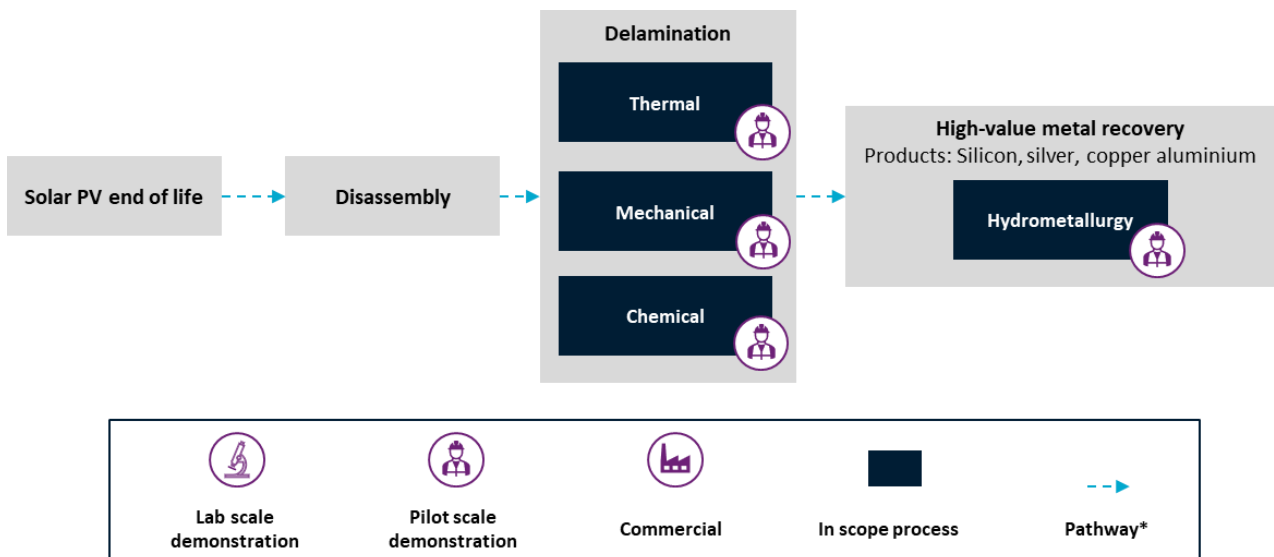 Solar PV end of life
Disassembly
Delamination
Thermal
Mechanical
Chemical
High-value metal recovery
Products: Silicon, silver, copper aluminium
Hydrometallurgy
Lab scale
demonstration
Pilot scale
demonstration
Commercial
In scope process
Pathway*